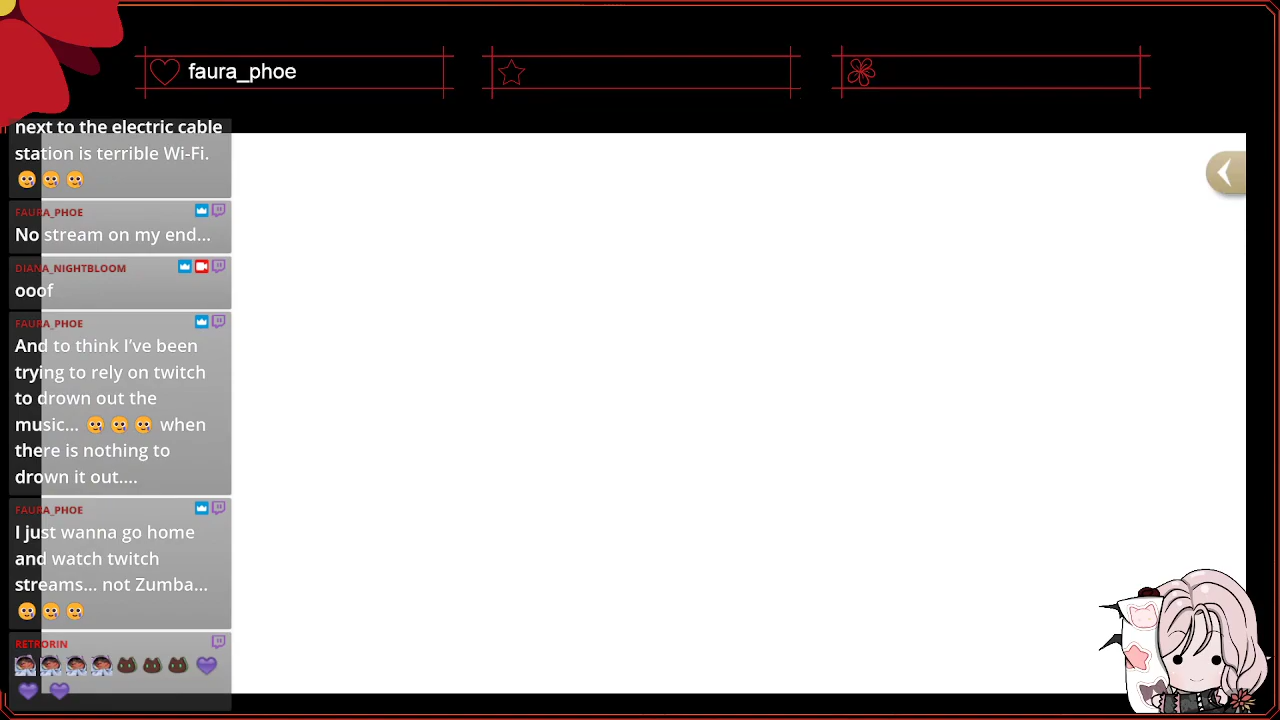 faura_phoe
next to the electric cable
station is terrible Wi-Fi.
FAURA_PHOE
No stream on my end...
DIANA_NIGHTBLOOM
ooof
FAURA_PHOE
And to think I’ve been
trying to rely on twitch
to drown out the
music... when
there is nothing to
drown it out....
FAURA_PHOE
I just wanna go home
and watch twitch
streams... not Zumba...
RETRORIN